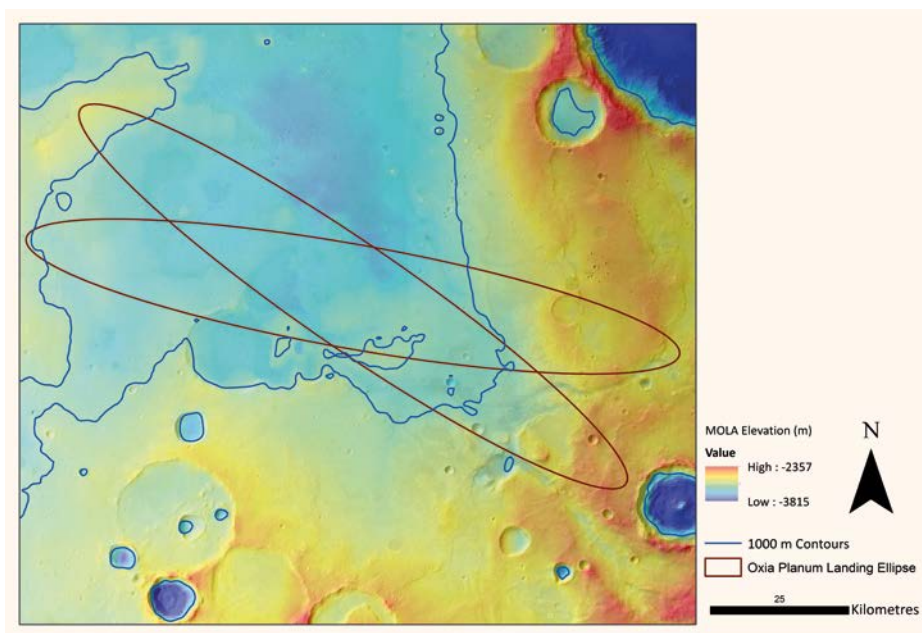 MOLA Elevation (m)
Value
High : -2357
Low : -3815
N
1000 m Contours
Oxia Planum Landing Ellipse
25
Kilometres